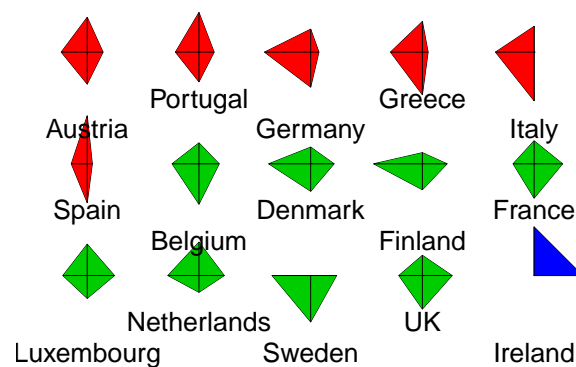 Portugal
Greece
Austria
Germany
Italy
Spain
Denmark
France
Belgium
Finland
Netherlands
UK
Luxembourg
Sweden
Ireland